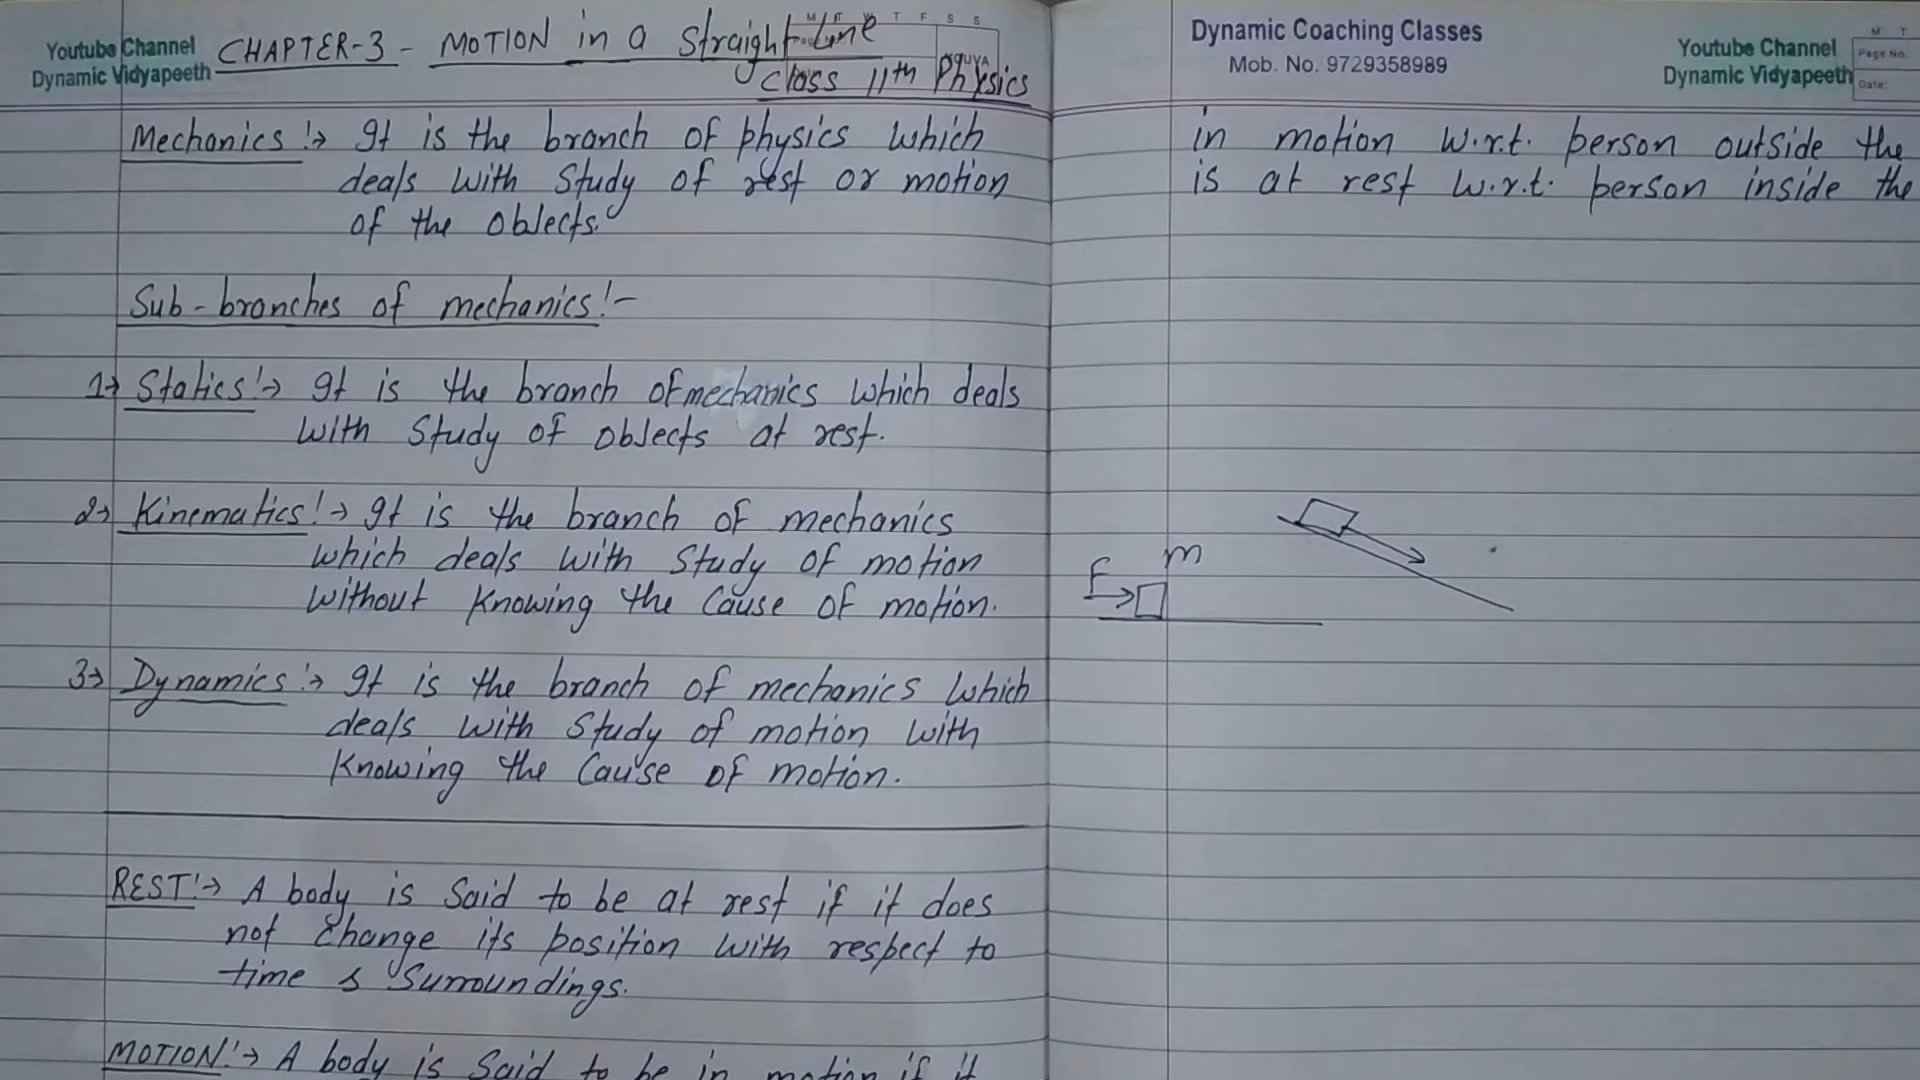 Youtube Channel
Dynamic Vidyapeeth
CHAPTER-3 - MOTION in a Straight Line
Class 11th Physics
Mechanics :→ It is the branch of physics which
deals with Study of rest or motion
of the objects.
Sub-branches of mechanics :-
1→ Statics :→ It is the branch of mechanics which deals
with Study of objects at rest.
2→ Kinematics :→ It is the branch of mechanics
which deals with Study of motion
without Knowing the Cause of motion.
3→ Dynamics :→ It is the branch of mechanics which
deals with Study of motion with
Knowing the Cause of motion.
REST :→ A body is Said to be at rest if it does
not change its position with respect to
time & Surroundings.
MOTION :→ A body is Said to be in motion if it
Dynamic Coaching Classes
Mob. No. 9729358989
Youtube Channel
Dynamic Vidyapeeth
M T
Page No.
Date:
in motion w.r.t. person outside the
is at rest w.r.t. person inside the
F
m